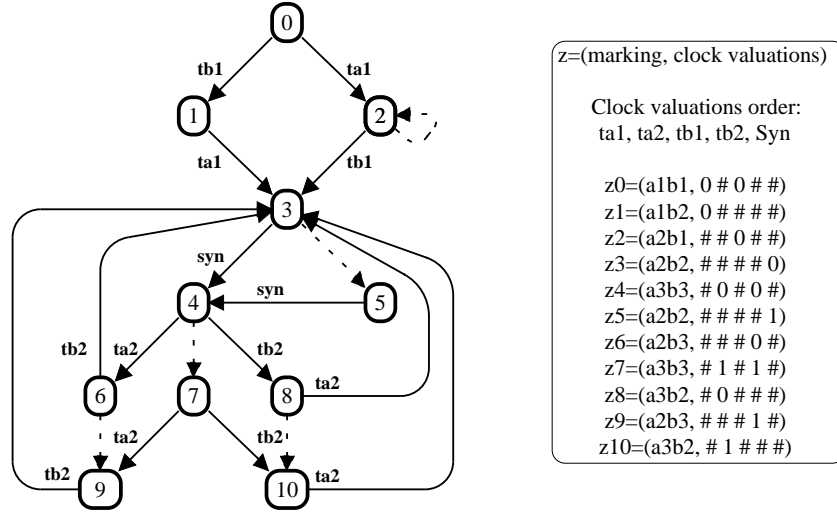 0
tb1
ta1
1
2
ta1
tb1
3
syn
syn
4
5
tb2
ta2
tb2
6
7
8
ta2
ta2
tb2
tb2
9
10
ta2
z=(marking, clock valuations)
Clock valuations order:
ta1, ta2, tb1, tb2, Syn
z0=(a1b1, 0 # 0 # #)
z1=(a1b2, 0 # # # #)
z2=(a2b1, # # 0 # #)
z3=(a2b2, # # # # 0)
z4=(a3b3, # 0 # 0 #)
z5=(a2b2, # # # # 1)
z6=(a2b3, # # # 0 #)
z7=(a3b3, # 1 # 1 #)
z8=(a3b2, # 0 # # #)
z9=(a2b3, # # # 1 #)
z10=(a3b2, # 1 # # #)